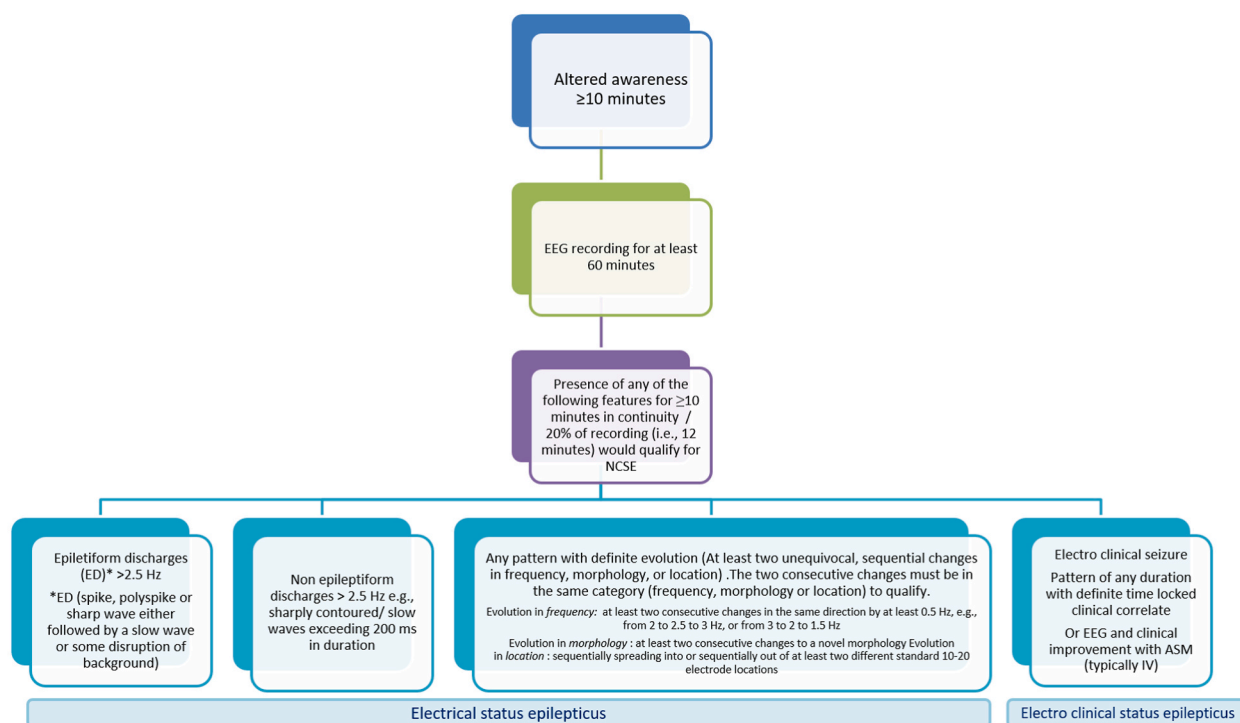 Altered awareness
≥10 minutes
EEG recording for at least
60 minutes
Presence of any of the
following features for ≥10
minutes in continuity /
20% of recording (i.e., 12
minutes) would qualify for
NCSE
Epiletiform discharges
(ED)* >2.5 Hz
*ED (spike, polyspike or
sharp wave either
followed by a slow wave
or some disruption of
background)
Non epileptiform
discharges > 2.5 Hz e.g.,
sharply contoured/ slow
waves exceeding 200 ms
in duration
Any pattern with definite evolution (At least two unequivocal, sequential changes
in frequency, morphology, or location) .The two consecutive changes must be in
the same category (frequency, morphology or location) to qualify.
Evolution in frequency: at least two consecutive changes in the same direction by at least 0.5 Hz, e.g.,
from 2 to 2.5 to 3 Hz, or from 3 to 2 to 1.5 Hz
Evolution in morphology : at least two consecutive changes to a novel morphology Evolution
in location : sequentially spreading into or sequentially out of at least two different standard 10-20
electrode locations
Electro clinical seizure
Pattern of any duration
with definite time locked
clinical correlate
Or EEG and clinical
improvement with ASM
(typically IV)
Electrical status epilepticus
Electro clinical status epilepticus